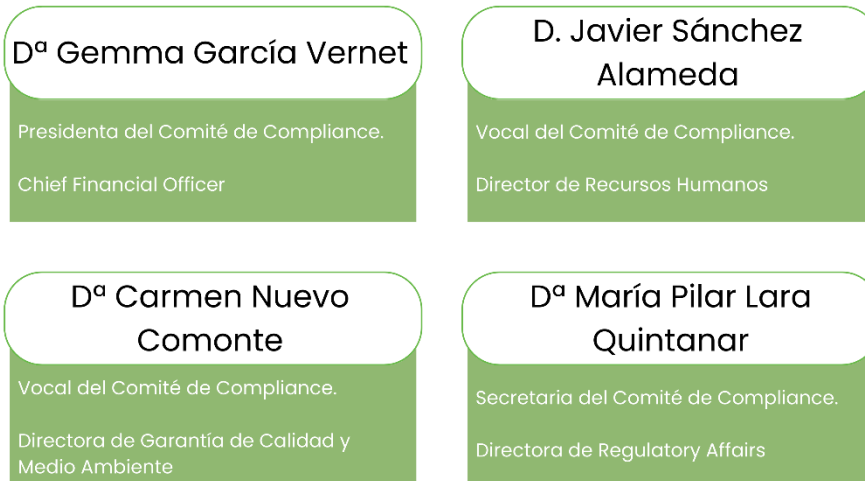 Dª Gemma García Vernet
Presidenta del Comité de Compliance.
Chief Financial Officer
D. Javier Sánchez
Alameda
Vocal del Comité de Compliance.
Director de Recursos Humanos
Dª Carmen Nuevo
Comonte
Vocal del Comité de Compliance.
Directora de Garantía de Calidad y
Medio Ambiente
Dª María Pilar Lara
Quintanar
Secretaria del Comité de Compliance.
Directora de Regulatory Affairs